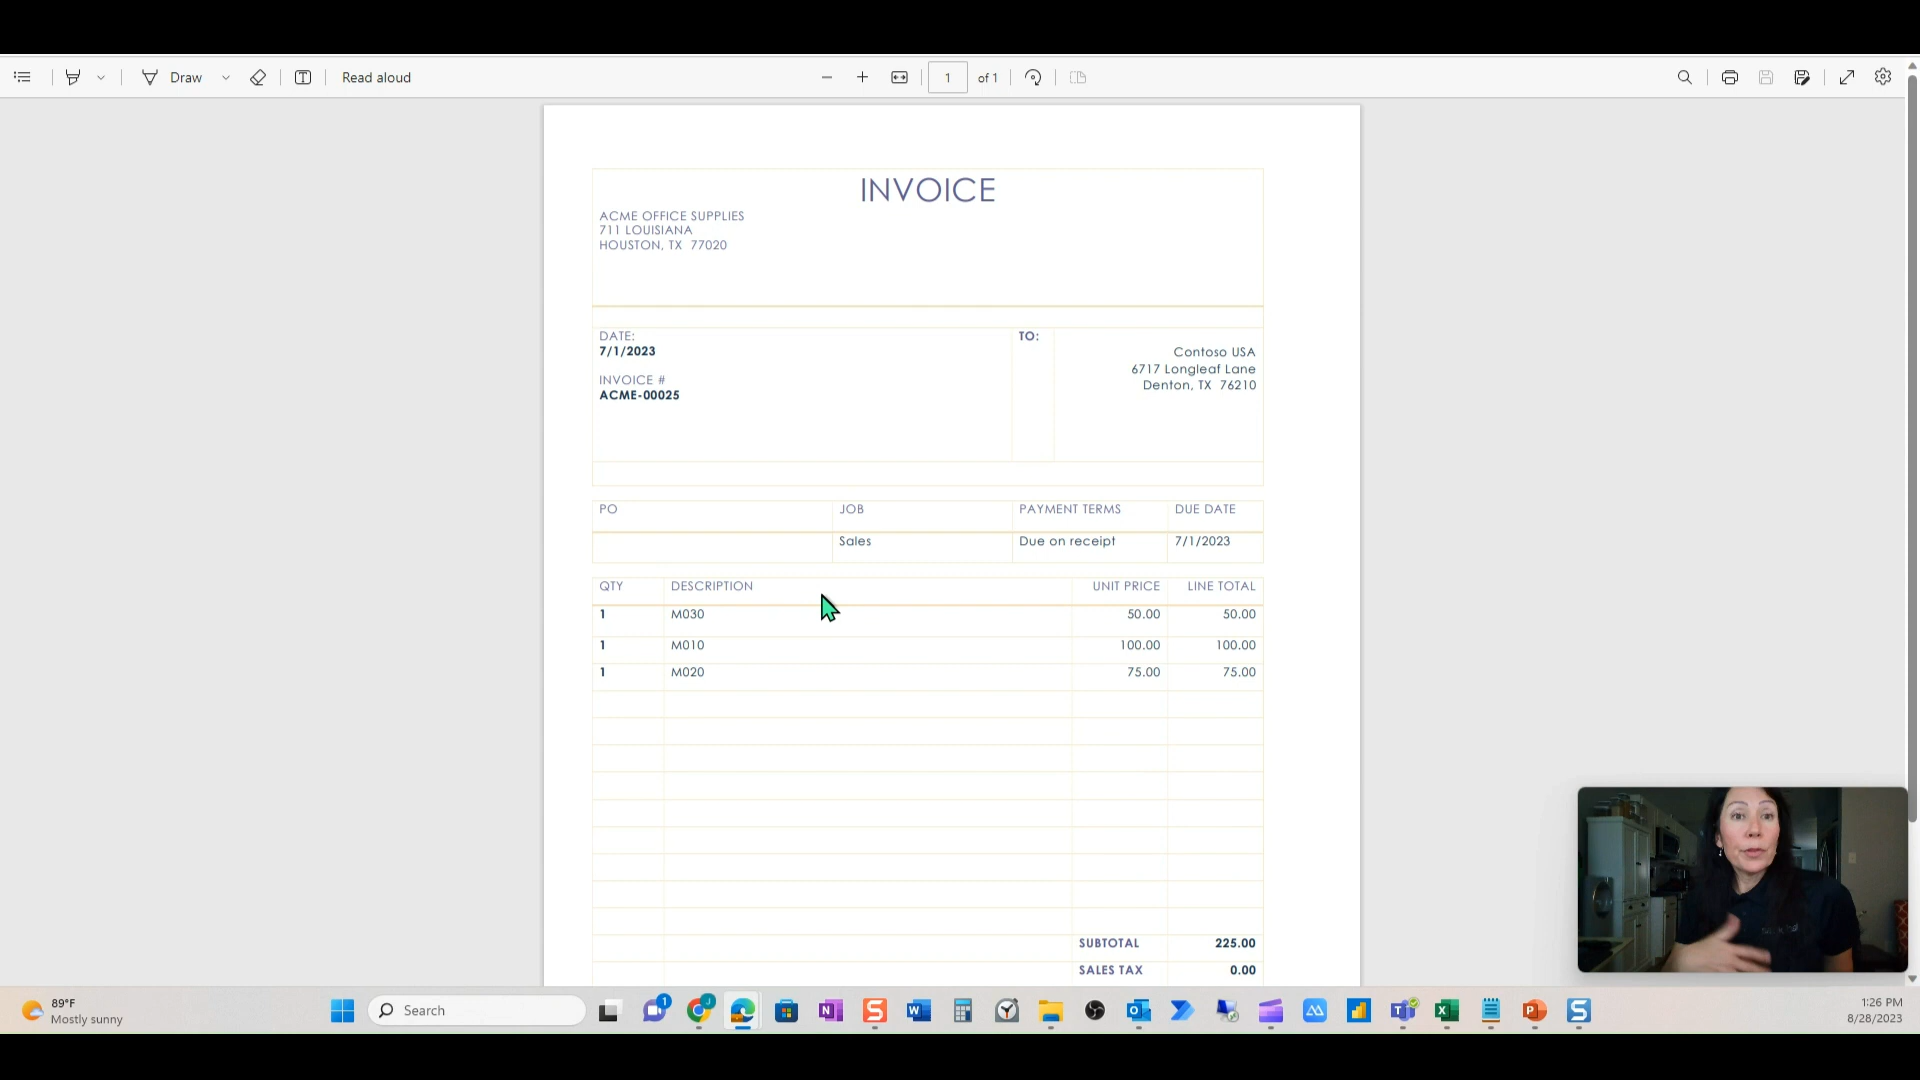 Draw
Read aloud
1 of 1
INVOICE
ACME OFFICE SUPPLIES
711 LOUISIANA
HOUSTON, TX 77020
DATE:
7/1/2023
INVOICE #
ACME-00025
TO:
Contoso USA
6717 Longleaf Lane
Denton, TX 76210
PO JOB PAYMENT TERMS DUE DATE
Sales Due on receipt 7/1/2023
QTY DESCRIPTION UNIT PRICE LINE TOTAL
1 M030 50.00 50.00
1 M010 100.00 100.00
1 M020 75.00 75.00
SUBTOTAL 225.00
SALES TAX 0.00
89°F
Mostly sunny
Search
1:26 PM
8/28/2023